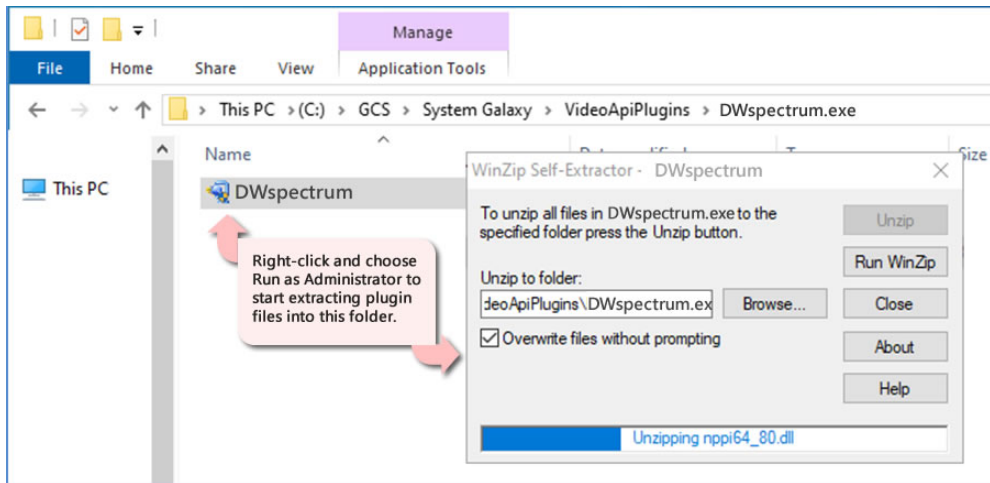 Manage
File Home Share View Application Tools
This PC > (C:) > GCS > System Galaxy > VideoApiPlugins > DWspectrum.exe
Name
Size
This PC
DWspectrum
Right-click and choose
Run as Administrator to
start extracting plugin
files into this folder.
WinZip Self-Extractor - DWspectrum
To unzip all files in DWspectrum.exe to the
specified folder press the Unzip button.
Unzip to folder:
deoApiPlugins\DWspectrum.ex
Browse...
Overwrite files without prompting
Unzip
Run WinZip
Close
About
Help
Unzipping nppi64_80.dll